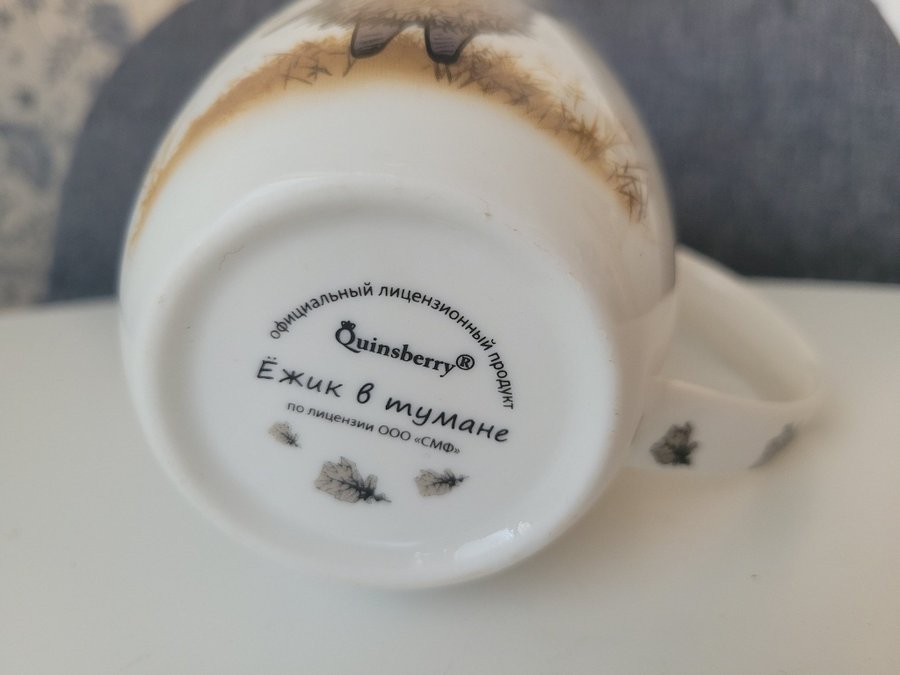 официальный лицензионный продукт
Quinsberry®
Ёжик в тумане
по лицензии ООО «СМФ»